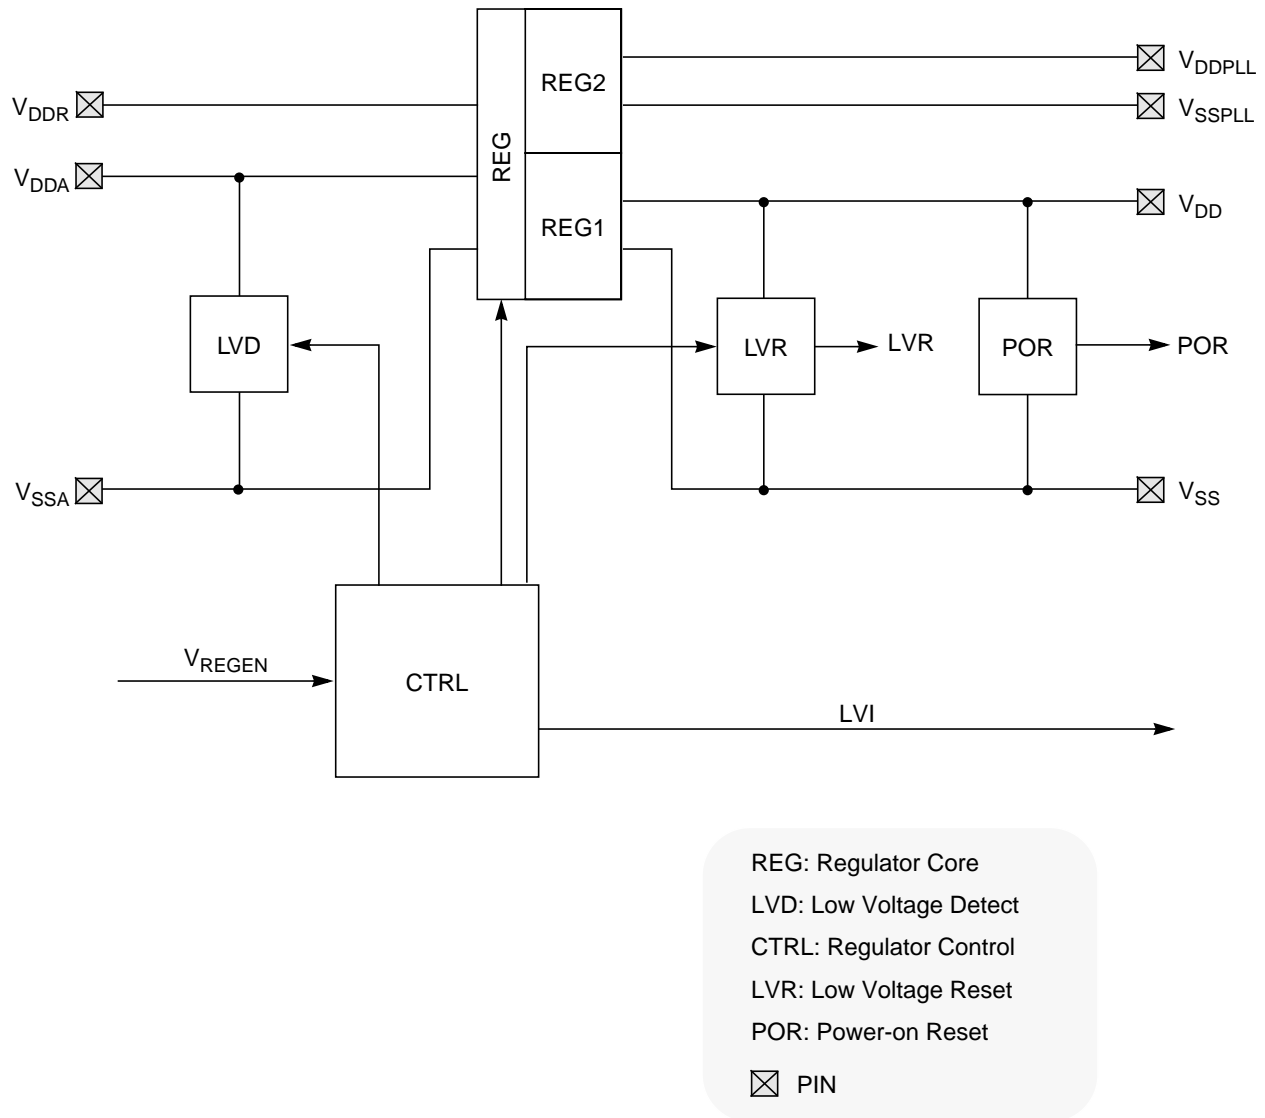 VDDPLL
REG2
VDDR
VSSPLL
REG
VDDA
VDD
REG1
LVD
LVR
LVR
POR
POR
VSSA
VSS
VREGEN
CTRL
LVI
REG: Regulator Core
LVD: Low Voltage Detect
CTRL: Regulator Control
LVR: Low Voltage Reset
POR: Power-on Reset
PIN